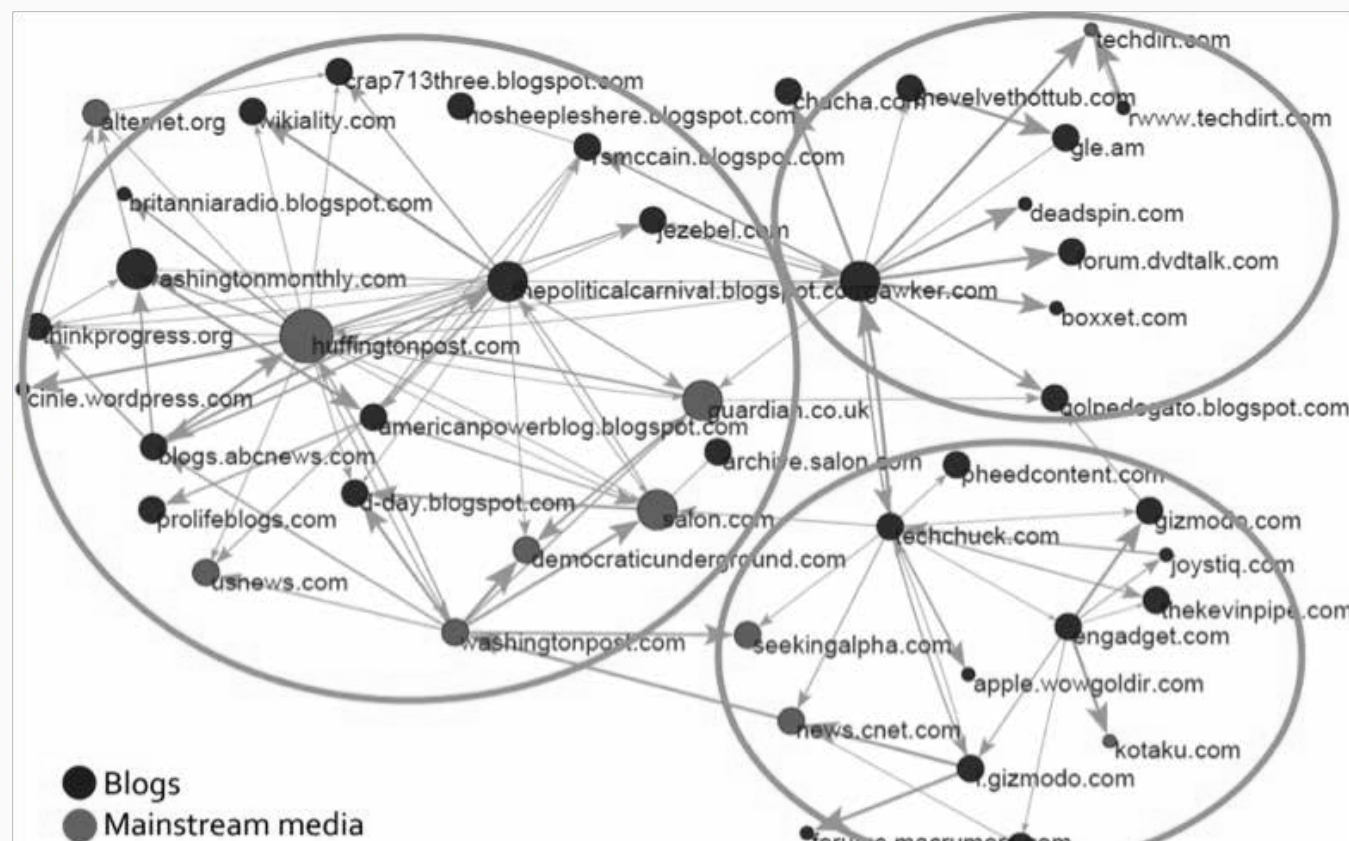 techdirt.com
crap713three.blogspot.com
chacha.com
thevelvethottub.com
alternet.org
wikiality.com
nosheepleshere.blogspot.com
rwww.techdirt.com
rsmccain.blogspot.com
gle.am
britanniaradio.blogspot.com
jezebel.com
deadspin.com
washingtonmonthly.com
forum.dvdtalk.com
thepoliticalcarnival.blogspot.com
gawker.com
boxxet.com
thinkprogress.org
huffingtonpost.com
cinie.wordpress.com
guardian.co.uk
golpedegato.blogspot.com
americanpowerblog.blogspot.com
blogs.abcnews.com
archive.salon.com
pheedcontent.com
d-day.blogspot.com
prolifeblogs.com
salon.com
gizmodo.com
techchuck.com
democraticunderground.com
joystiq.com
usnews.com
thekevinpipe.com
washingtonpost.com
seekingalpha.com
engadget.com
apple.wowgoldir.com
news.cnet.com
kotaku.com
i.gizmodo.com
Blogs
Mainstream media